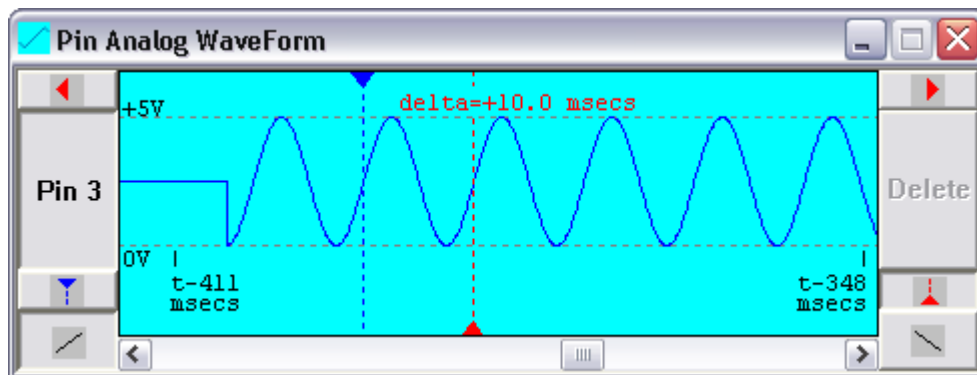 Pin Analog WaveForm
+5V
delta=+10.0 msecs
Pin 3
Delete
0V
t-411
msecs
t-348
msecs